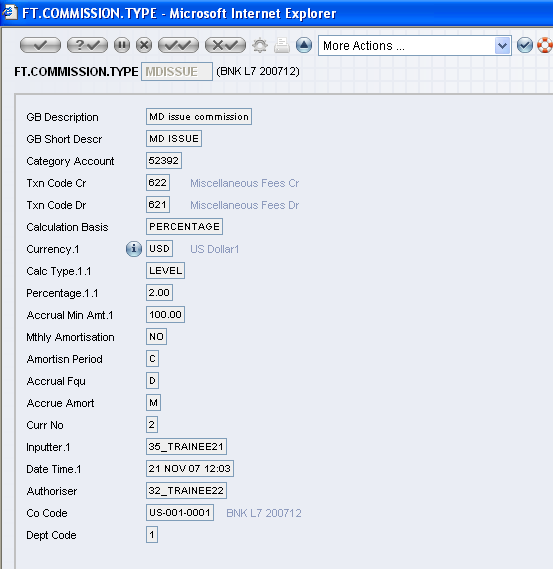 FT.COMMISSION.TYPE - Microsoft Internet Explorer
More Actions ...
FT.COMMISSION.TYPE MDISSUE (BNK L7 200712)
GB Description MD issue commission
GB Short Descr MD ISSUE
Category Account 52392
Txn Code Cr 622 Miscellaneous Fees Cr
Txn Code Dr 621 Miscellaneous Fees Dr
Calculation Basis PERCENTAGE
Currency.1 USD US Dollar1
Calc Type.1.1 LEVEL
Percentage.1.1 2.00
Accrual Min Amt.1 100.00
Mthly Amortisation NO
Amortisn Period C
Accrual Fqu D
Accrue Amort M
Curr No 2
Inputter.1 35_TRAINEE21
Date Time.1 21 NOV 07 12:03
Authoriser 32_TRAINEE22
Co Code US-001-0001 BNK L7 200712
Dept Code 1